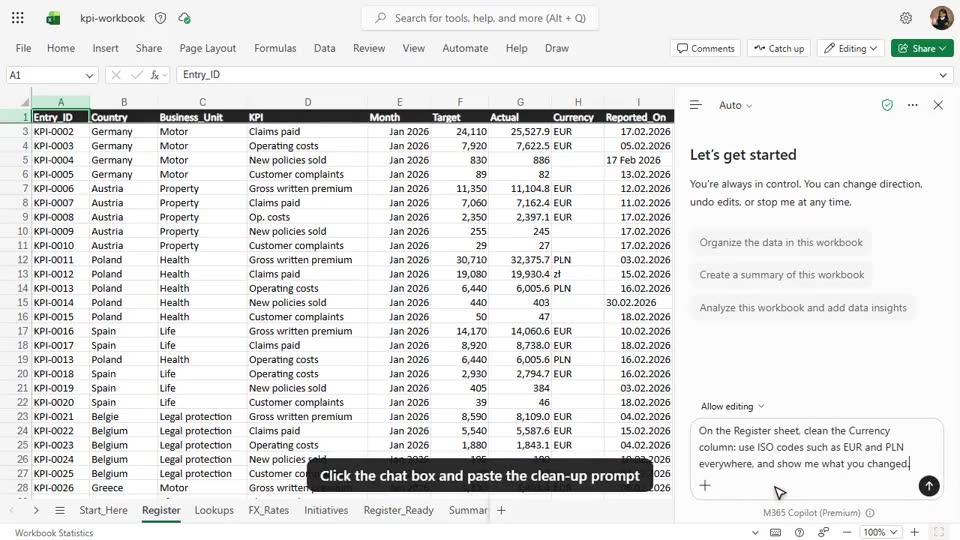 kpi-workbook
Search for tools, help, and more (Alt + Q)
File Home Insert Share Page Layout Formulas Data Review View Automate Help Draw
Comments Catch up Editing Share
A1 fx Entry_ID
A B C D E F G H I
1 Entry_ID Country Business_Unit KPI Month Target Actual Currency Reported_On
3 KPI-0002 Germany Motor Claims paid Jan 2026 24,110 25,527.9 EUR 17.02.2026
4 KPI-0003 Germany Motor Operating costs Jan 2026 7,920 7,622.5 EUR 05.02.2026
5 KPI-0004 Germany Motor New policies sold Jan 2026 830 886 17 Feb 2026
6 KPI-0005 Germany Motor Customer complaints Jan 2026 89 82 13.02.2026
7 KPI-0006 Austria Property Gross written premium Jan 2026 11,350 11,104.8 EUR 12.02.2026
8 KPI-0007 Austria Property Claims paid Jan 2026 7,060 7,162.4 EUR 11.02.2026
9 KPI-0008 Austria Property Op. costs Jan 2026 2,350 2,397.1 EUR 17.02.2026
10 KPI-0009 Austria Property New policies sold Jan 2026 255 245 17.02.2026
11 KPI-0010 Austria Property Customer complaints Jan 2026 29 27 17.02.2026
12 KPI-0011 Poland Health Gross written premium Jan 2026 30,710 32,375.7 PLN 03.02.2026
13 KPI-0012 Poland Health Claims paid Jan 2026 19,080 19,930.4 zł 15.02.2026
14 KPI-0013 Poland Health Operating costs Jan 2026 6,440 6,005.6 PLN 16.02.2026
15 KPI-0014 Poland Health New policies sold Jan 2026 440 403 30.02.2026
16 KPI-0015 Poland Health Customer complaints Jan 2026 50 47 18.02.2026
17 KPI-0016 Spain Life Gross written premium Jan 2026 14,170 14,060.6 EUR 10.02.2026
18 KPI-0017 Spain Life Claims paid Jan 2026 8,920 8,738.0 EUR 18.02.2026
19 KPI-0013 Poland Health Operating costs Jan 2026 6,440 6,005.6 PLN 16.02.2026
20 KPI-0018 Spain Life Operating costs Jan 2026 2,930 2,794.7 EUR 16.02.2026
21 KPI-0019 Spain Life New policies sold Jan 2026 405 384 03.02.2026
22 KPI-0020 Spain Life Customer complaints Jan 2026 39 46 18.02.2026
23 KPI-0021 Belgie Legal protection Gross written premium Jan 2026 8,590 8,109.0 EUR 04.02.2026
24 KPI-0022 Belgium Legal protection Claims paid Jan 2026 5,540 5,587.6 EUR 15.02.2026
25 KPI-0023 Belgium Legal protection Operating costs Jan 2026 1,880 1,843.1 EUR 04.02.2026
26 KPI-0024 Belgium Legal protection New policies sold Jan 2026
27 KPI-0025 Belgium Legal protection Customer
28 KPI-0026 Greece Motor Gross written premium Jan 2026
Click the chat box and paste the clean-up prompt
Start_Here Register Lookups FX_Rates Initiatives Register_Ready Summar
Workbook Statistics
100%
Auto
Let's get started
You're always in control. You can change direction,
undo edits, or stop me at any time.
Organize the data in this workbook
Create a summary of this workbook
Analyze this workbook and add data insights
Allow editing
On the Register sheet, clean the Currency
column: use ISO codes such as EUR and PLN
everywhere, and show me what you changed.
M365 Copilot (Premium)